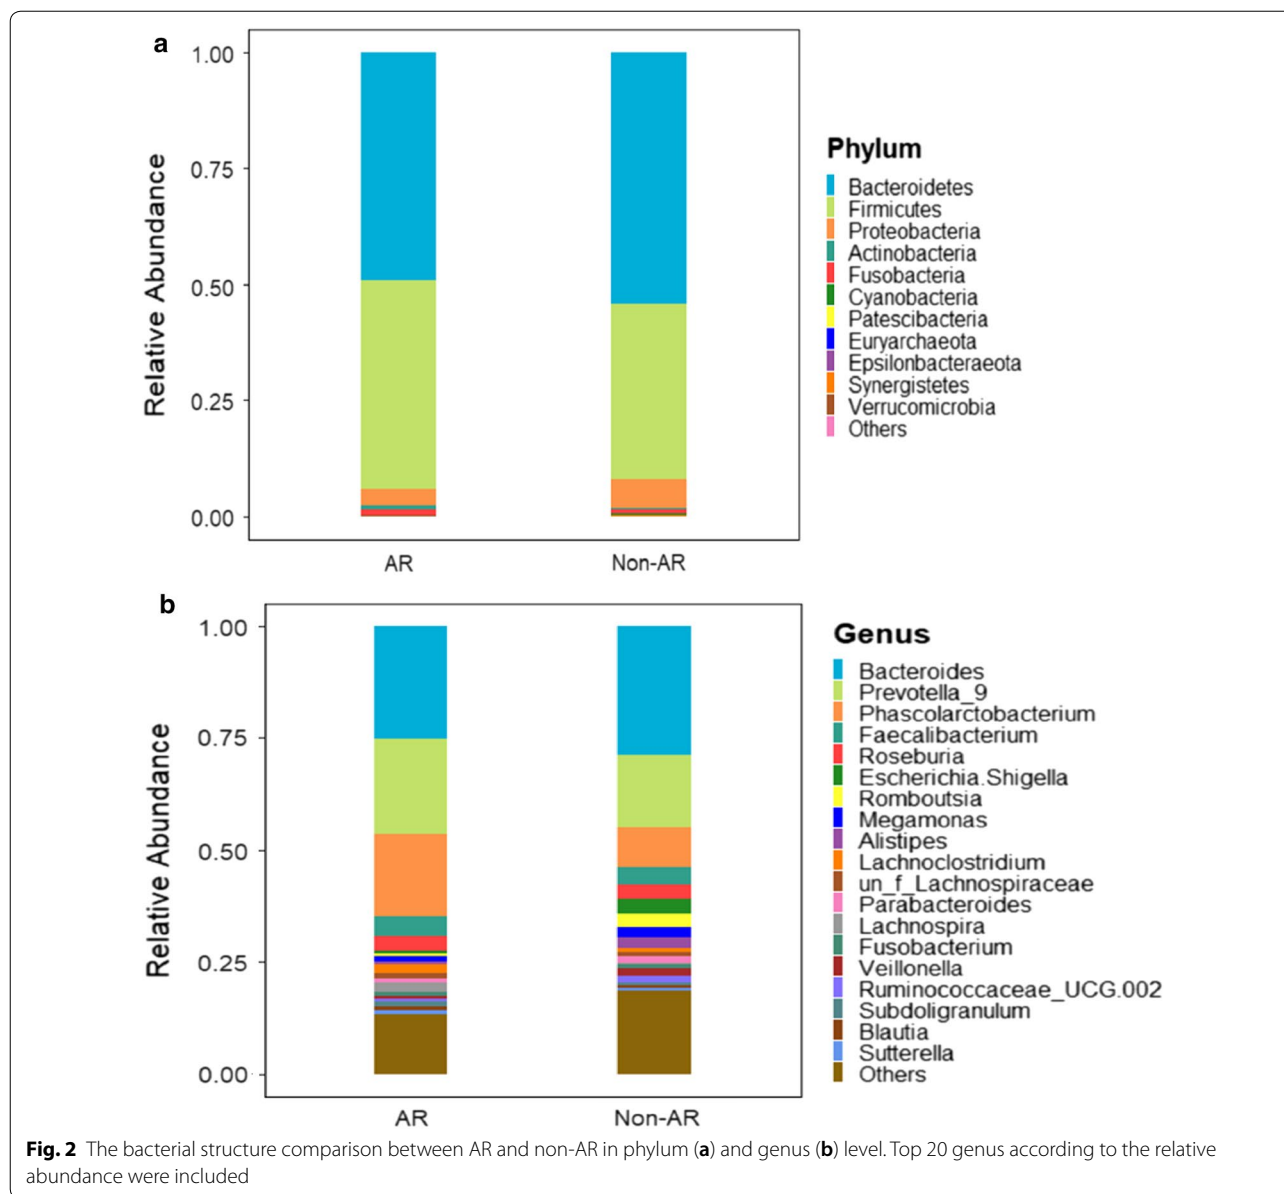 a
1.00
0.75
0.50
0.25
0.00
Relative Abundance
AR
Non-AR
Phylum
Bacteroidetes
Firmicutes
Proteobacteria
Actinobacteria
Fusobacteria
Cyanobacteria
Patescibacteria
Euryarchaeota
Epsilonbacteraeota
Synergistetes
Verrucomicrobia
Others
b
1.00
0.75
0.50
0.25
0.00
Relative Abundance
AR
Non-AR
Genus
Bacteroides
Prevotella_9
Phascolarctobacterium
Faecalibacterium
Roseburia
Escherichia.Shigella
Romboutsia
Megamonas
Alistipes
Lachnoclostridium
un_f_Lachnospiraceae
Parabacteroides
Lachnospira
Fusobacterium
Veillonella
Ruminococcaceae_UCG.002
Subdoligranulum
Blautia
Sutterella
Others
Fig. 2 The bacterial structure comparison between AR and non-AR in phylum (a) and genus (b) level. Top 20 genus according to the relative
abundance were included